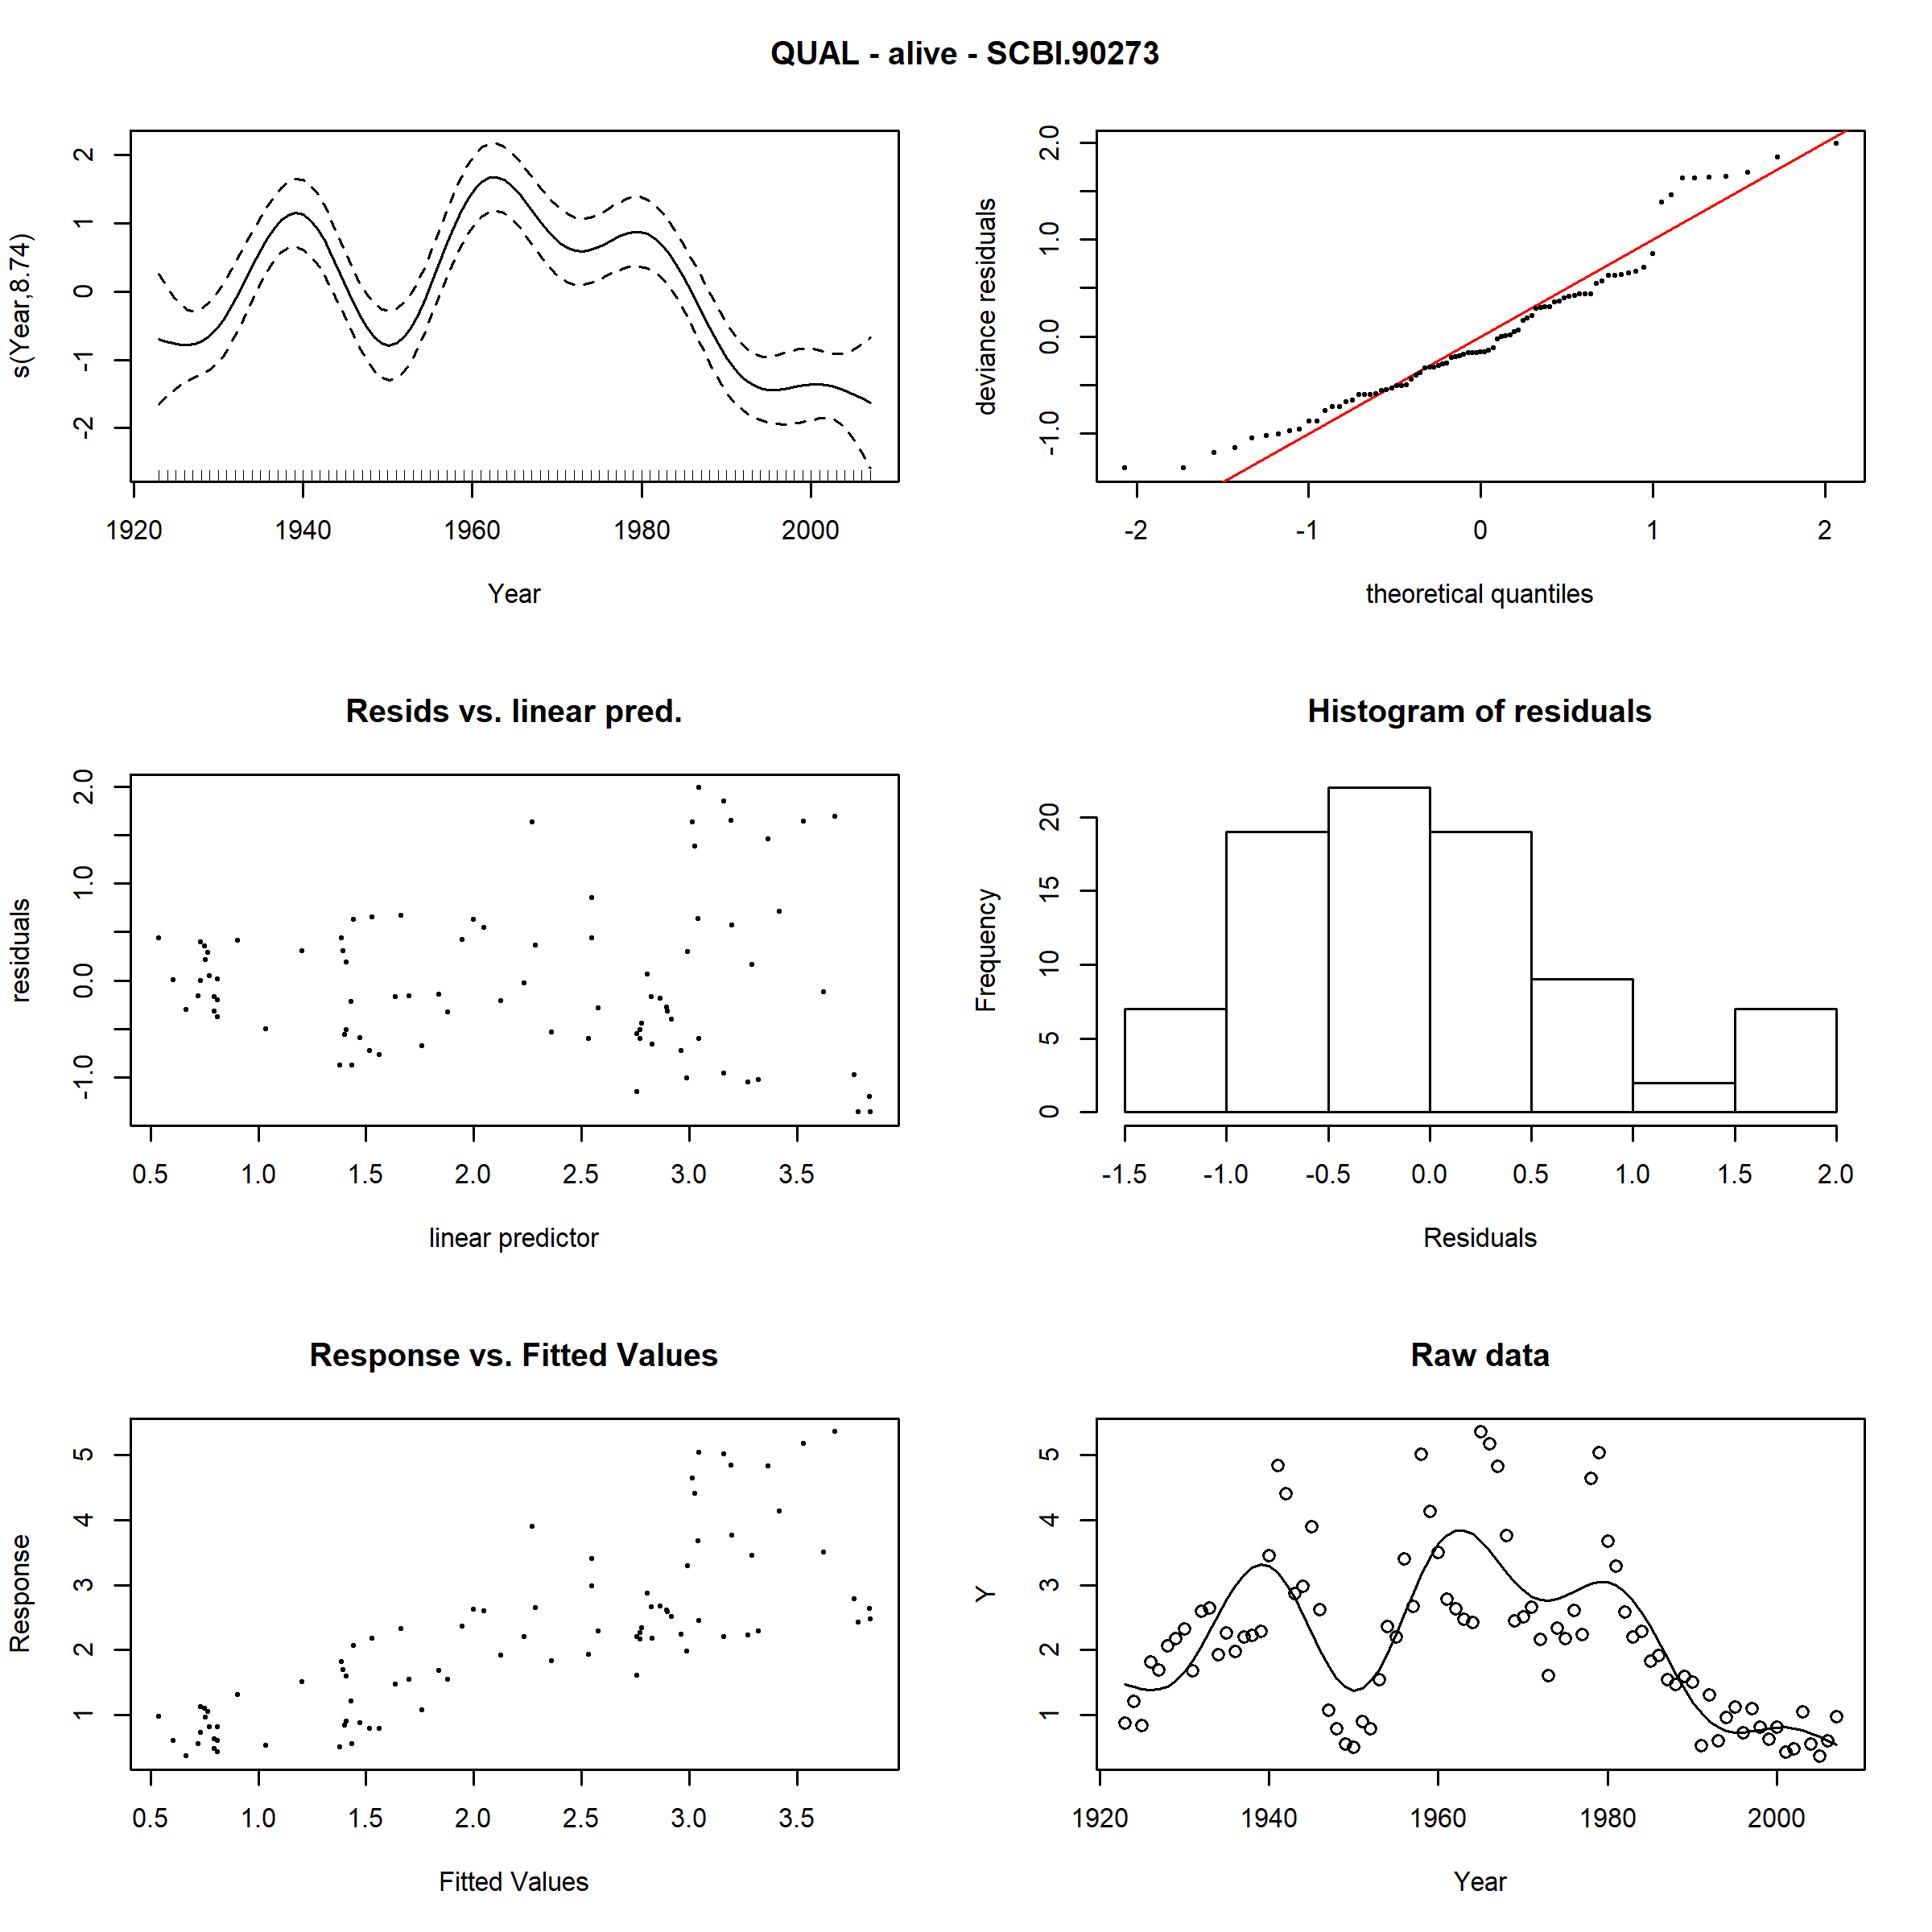 QUAL - alive - SCBI.90273
s(Year,8.74)
2
1
0
-1
-2
1920 1940 1960 1980 2000
Year
deviance residuals
2.0
1.0
0.0
-1.0
-2 -1 0 1 2
theoretical quantiles
Resids vs. linear pred.
residuals
2.0
1.0
0.0
-1.0
0.5 1.0 1.5 2.0 2.5 3.0 3.5
linear predictor
Histogram of residuals
Frequency
20
15
10
5
0
-1.5 -1.0 -0.5 0.0 0.5 1.0 1.5 2.0
Residuals
Response vs. Fitted Values
Response
5
4
3
2
1
0.5 1.0 1.5 2.0 2.5 3.0 3.5
Fitted Values
Raw data
Y
5
4
3
2
1
1920 1940 1960 1980 2000
Year